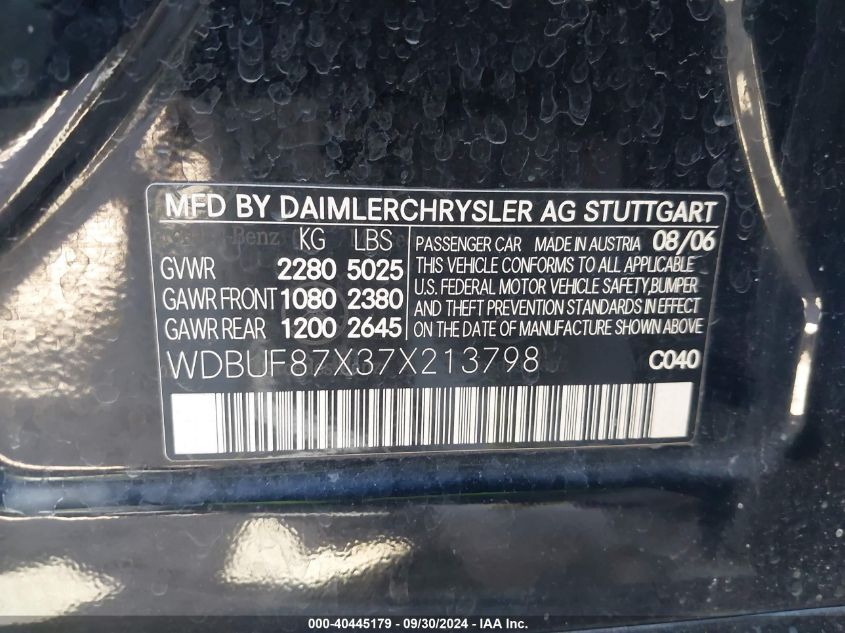 MFD BY DAIMLERCHRYSLER AG STUTTGART
KG LBS
GVWR 2280 5025
GAWR FRONT 1080 2380
GAWR REAR 1200 2645
PASSENGER CAR MADE IN AUSTRIA 08/06
THIS VEHICLE CONFORMS TO ALL APPLICABLE
U.S. FEDERAL MOTOR VEHICLE SAFETY,BUMPER
AND THEFT PREVENTION STANDARDS IN EFFECT
ON THE DATE OF MANUFACTURE SHOWN ABOVE
WDBUF87X37X213798 C040
000-40445179 - 09/30/2024 - IAA Inc.